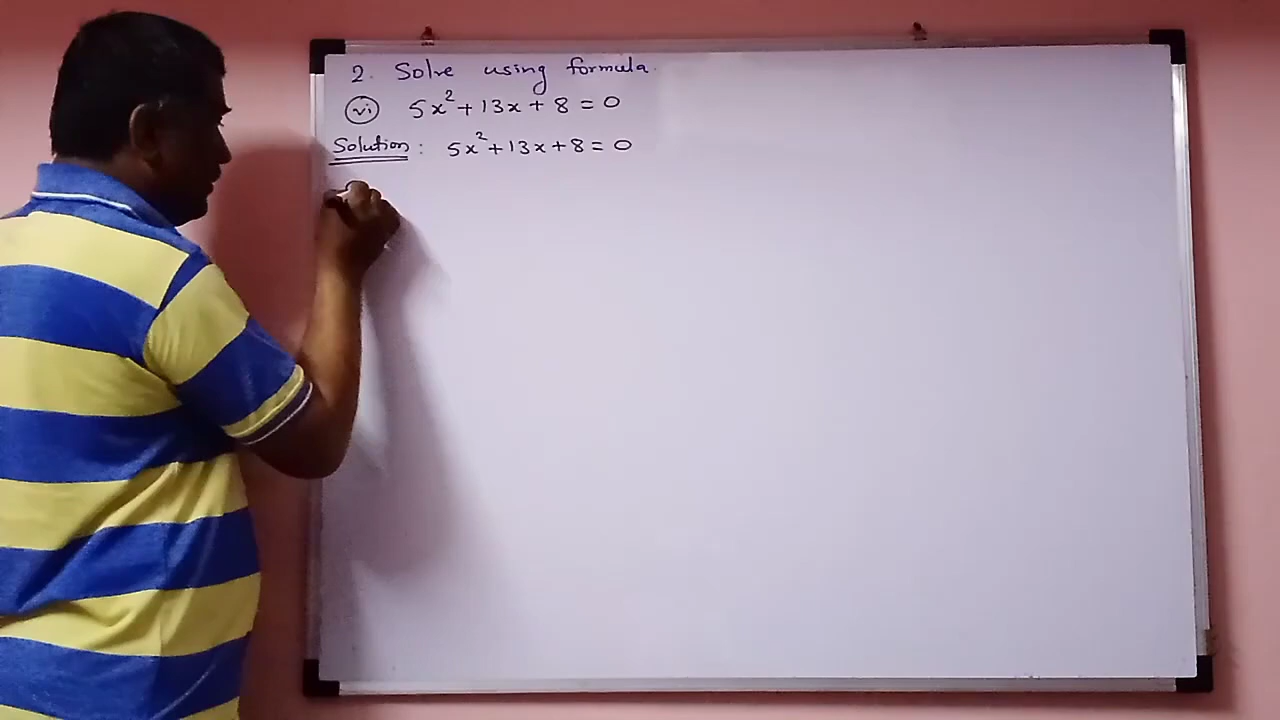 2. Solve using formula.
(vi) 5x²+13x+8=0
Solution: 5x²+13x+8=0